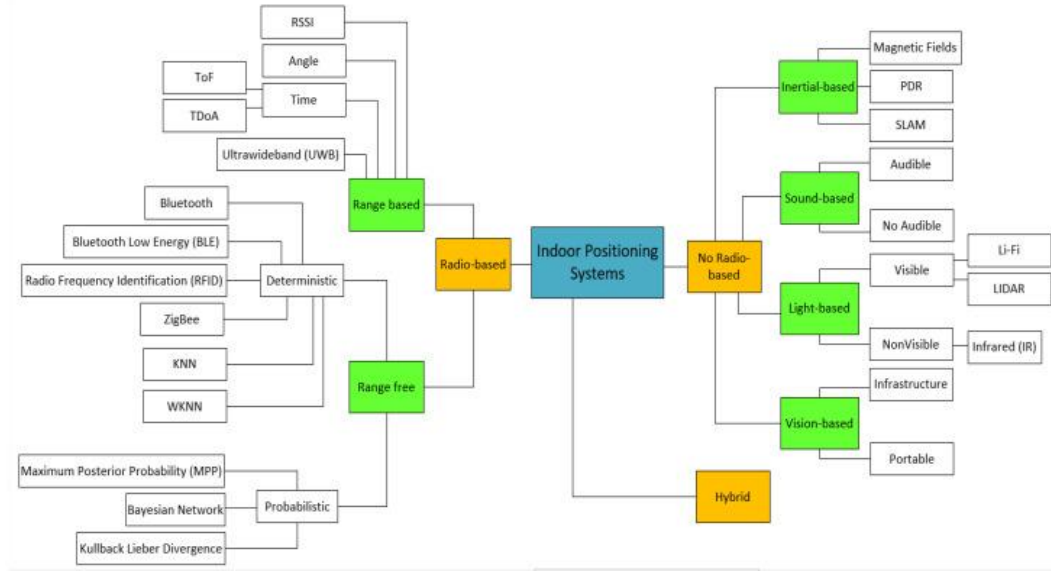 RSSI
Angle
ToF
Time
TDoA
Ultrawideband (UWB)
Range based
Bluetooth
Bluetooth Low Energy (BLE)
Radio Frequency Identification (RFID)
Deterministic
ZigBee
KNN
WKNN
Range free
Maximum Posterior Probability (MPP)
Bayesian Network
Probabilistic
Kullback Lieber Divergence
Radio-based
Indoor Positioning
Systems
No Radio-
based
Hybrid
Inertial-based
Magnetic Fields
PDR
SLAM
Sound-based
Audible
No Audible
Light-based
Visible
Li-Fi
LIDAR
NonVisible
Infrared (IR)
Vision-based
Infrastructure
Portable